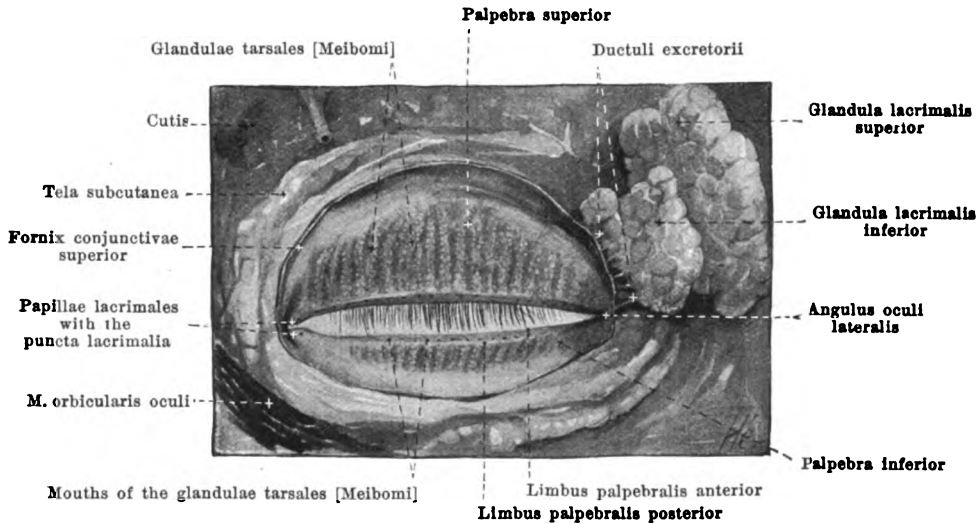 Palpebra superior
Glandulae tarsales [Meibomi]
Ductuli excretorii
Cutis
Glandula lacrimalis
superior
Tela subcutanea
Glandula lacrimalis
inferior
Fornix conjunctivae
superior
Papillae lacrimales
with the
puncta lacrimalia
Angulus oculi
lateralis
M. orbicularis oculi
Palpebra inferior
Mouths of the glandulae tarsales [Meibomi]
Limbus palpebralis anterior
Limbus palpebralis posterior